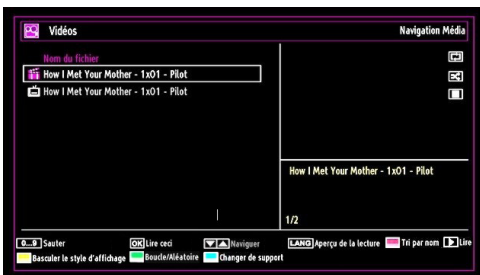 Vidéos Navigation Média
Nom du fichier
How I Met Your Mother - 1x01 - Pilot
How I Met Your Mother - 1x01 - Pilot
How I Met Your Mother - 1x01 - Pilot
1/2
0...9 Sauter OK Lire ceci Naviguer LANG Aperçu de la lecture Tri par nom Lire
Basculer le style d'affichage Boucle/Aléatoire Changer de support